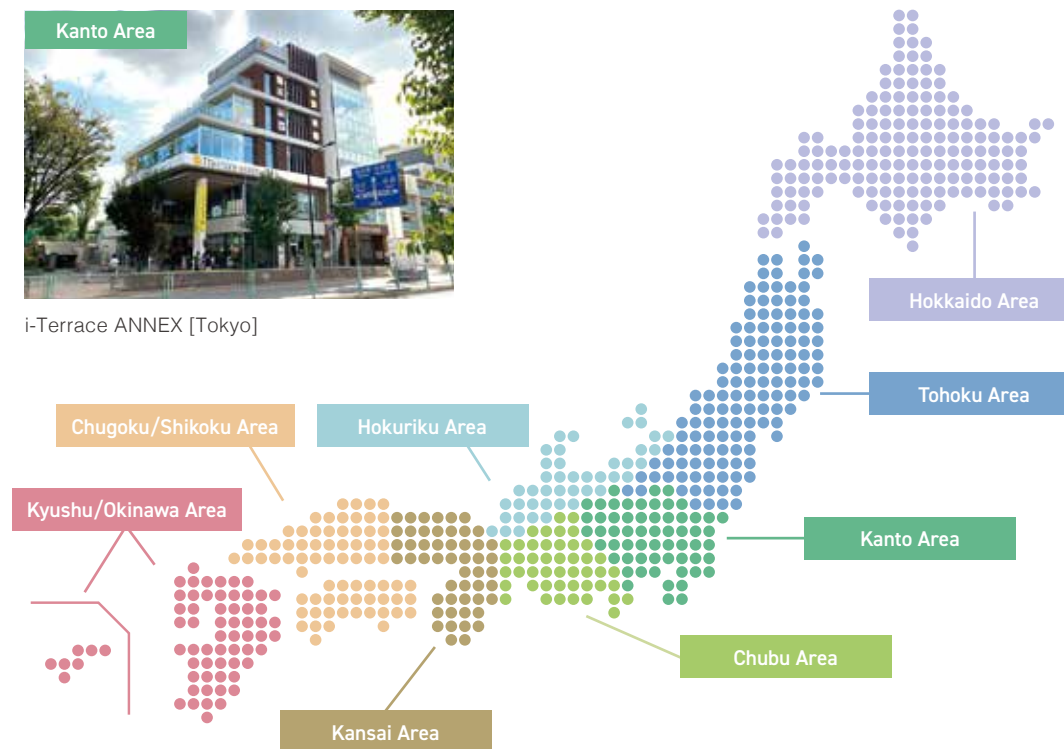 Kanto Area
i-Terrace ANNEX [Tokyo]
Hokkaido Area
Tohoku Area
Chugoku/Shikoku Area
Hokuriku Area
Kyushu/Okinawa Area
Kanto Area
Chubu Area
Kansai Area